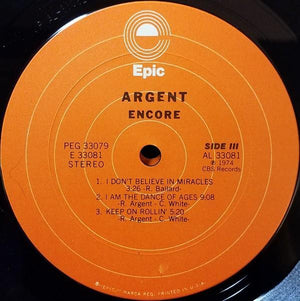 Epic
ARGENT
ENCORE
PEG 33079
E 33081
STEREO
SIDE III
AL 33081
℗ 1974
CBS Records
1. I DON'T BELIEVE IN MIRACLES
3:26 -R. Ballard-
2. I AM THE DANCE OF AGES 9:08
-R. Argent - C. White-
3. KEEP ON ROLLIN' 5:20
-R. Argent - C. White-
MARCA REG. PRINTED IN U.S.A.